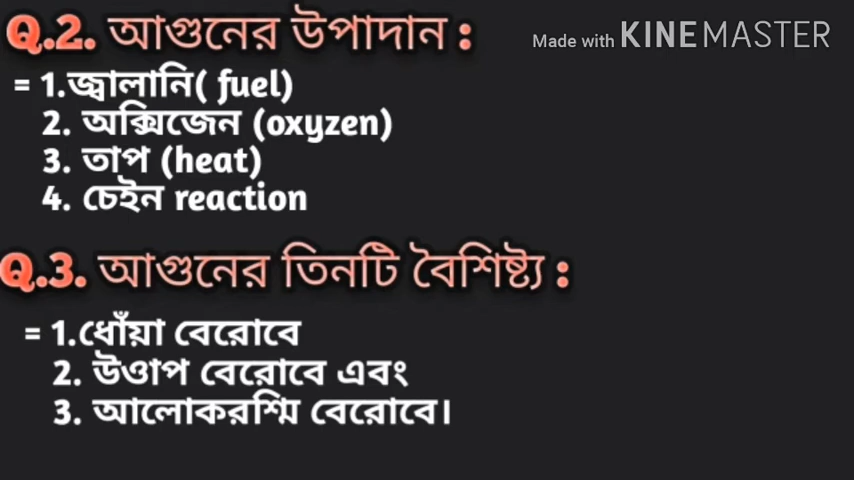 Q.2. আগুনের উপাদান :
Made with KINEMASTER
= 1.জ্বালানি( fuel)
2. অক্সিজেন (oxyzen)
3. তাপ (heat)
4. চেইন reaction
Q.3. আগুনের তিনটি বৈশিষ্ট্য :
= 1.ধোঁয়া বেরোবে
2. উওাপ বেরোবে এবং
3. আলোকরশ্মি বেরোবে।